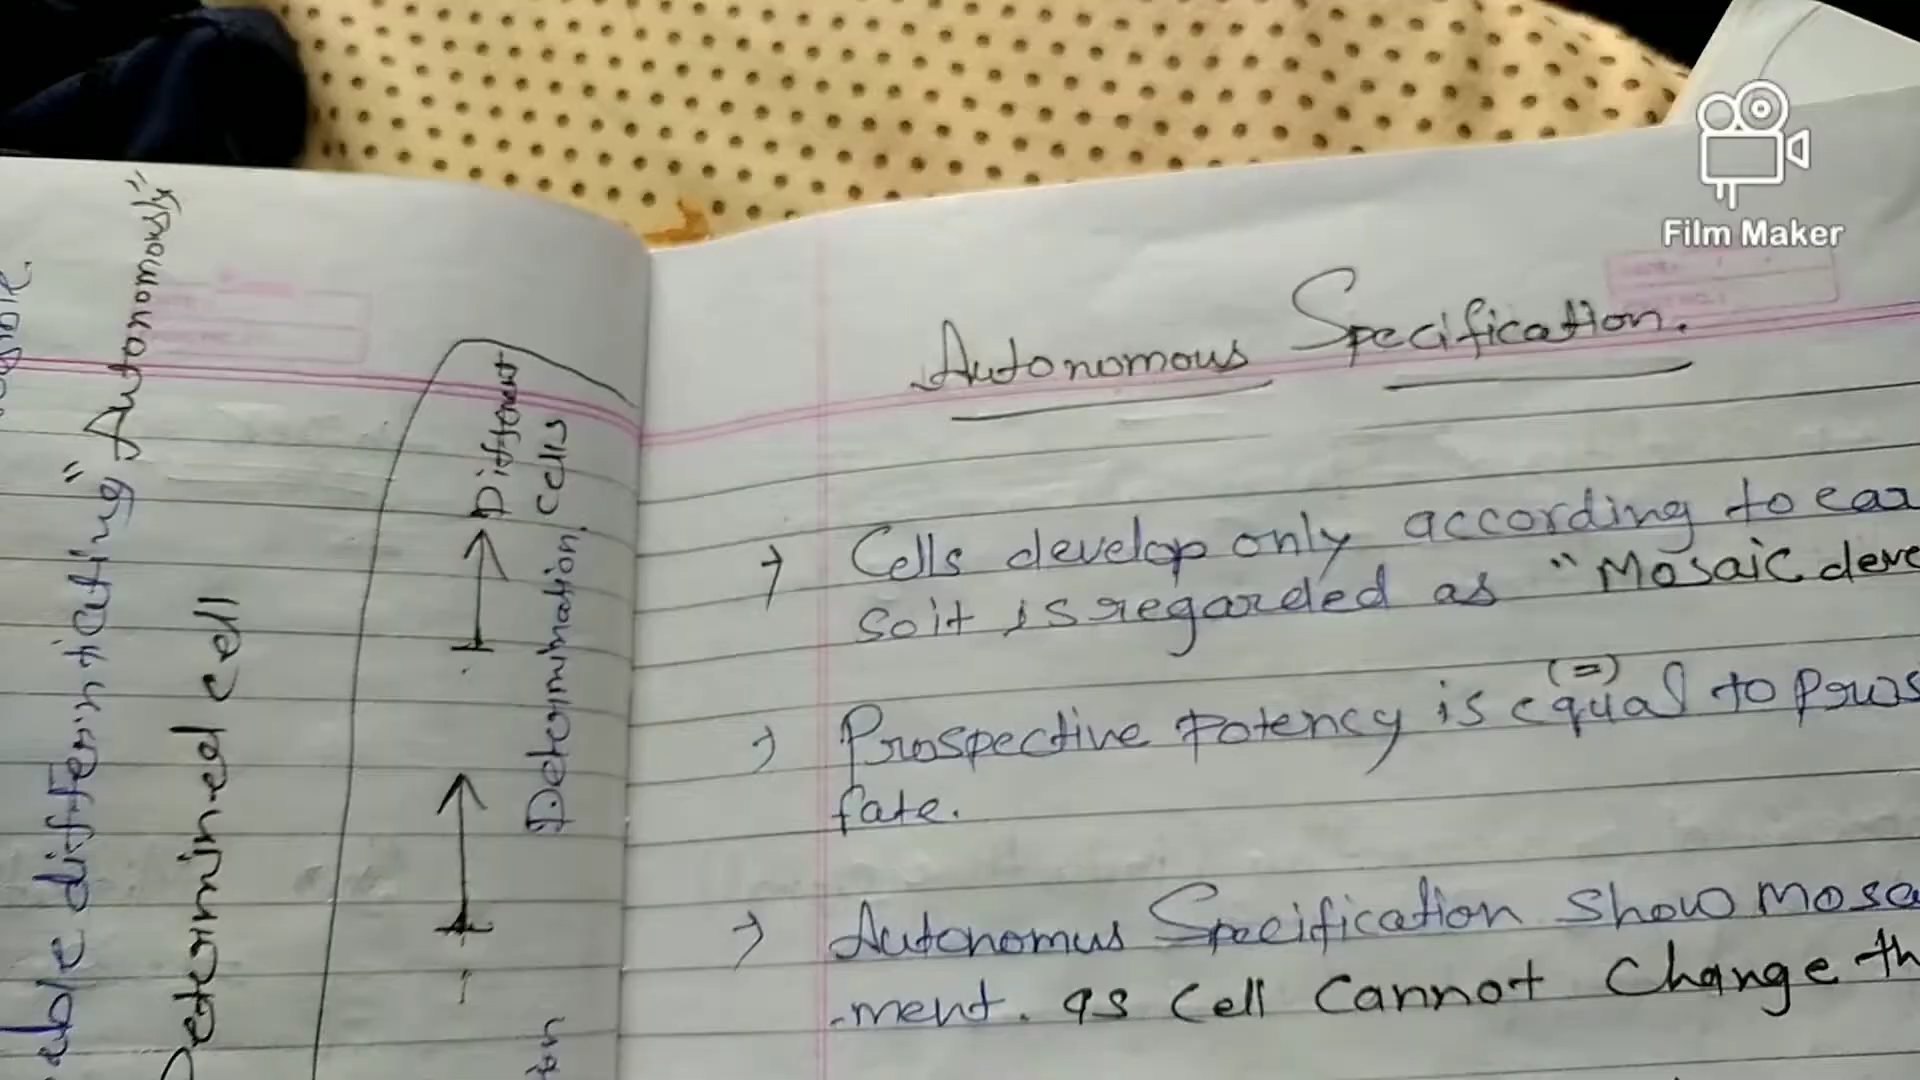 Film Maker
Autonomous Specification.
→ Cells develop only according to ear
so it is regarded as "Mosaic deve
(=)
→ Prospective Potency is equal to Pros
fate.
→ Autonomus Specification Show Mosa
-ment. as Cell Cannot Change th
able differnticating "Autonomously"
Determined cell
Different
cells
Determination